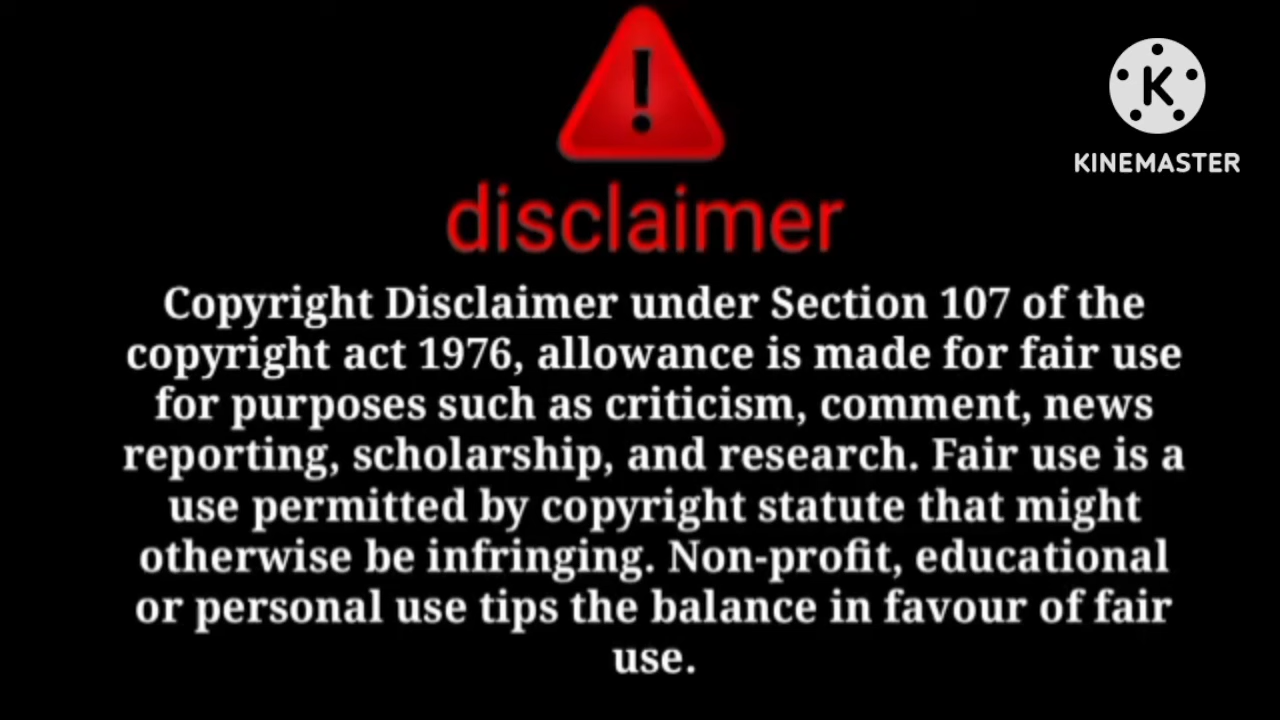 K
KINEMASTER
!
disclaimer
Copyright Disclaimer under Section 107 of the
copyright act 1976, allowance is made for fair use
for purposes such as criticism, comment, news
reporting, scholarship, and research. Fair use is a
use permitted by copyright statute that might
otherwise be infringing. Non-profit, educational
or personal use tips the balance in favour of fair
use.